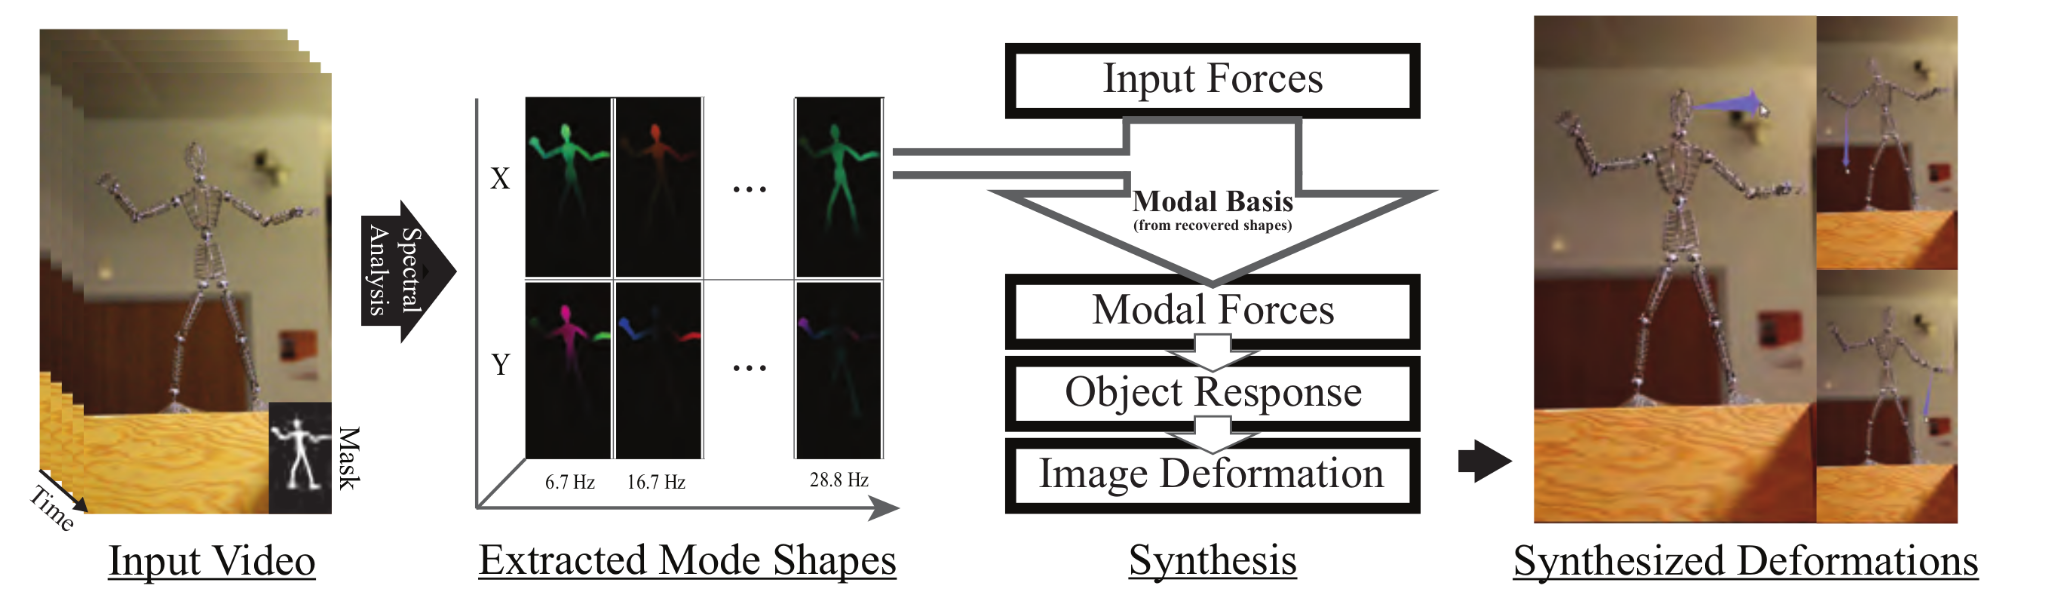 Time
Mask
Input Video
Spectral
Analysis
X
Y
...
...
6.7 Hz
16.7 Hz
28.8 Hz
Extracted Mode Shapes
Input Forces
Modal Basis
(from recovered shapes)
Modal Forces
Object Response
Image Deformation
Synthesis
Synthesized Deformations